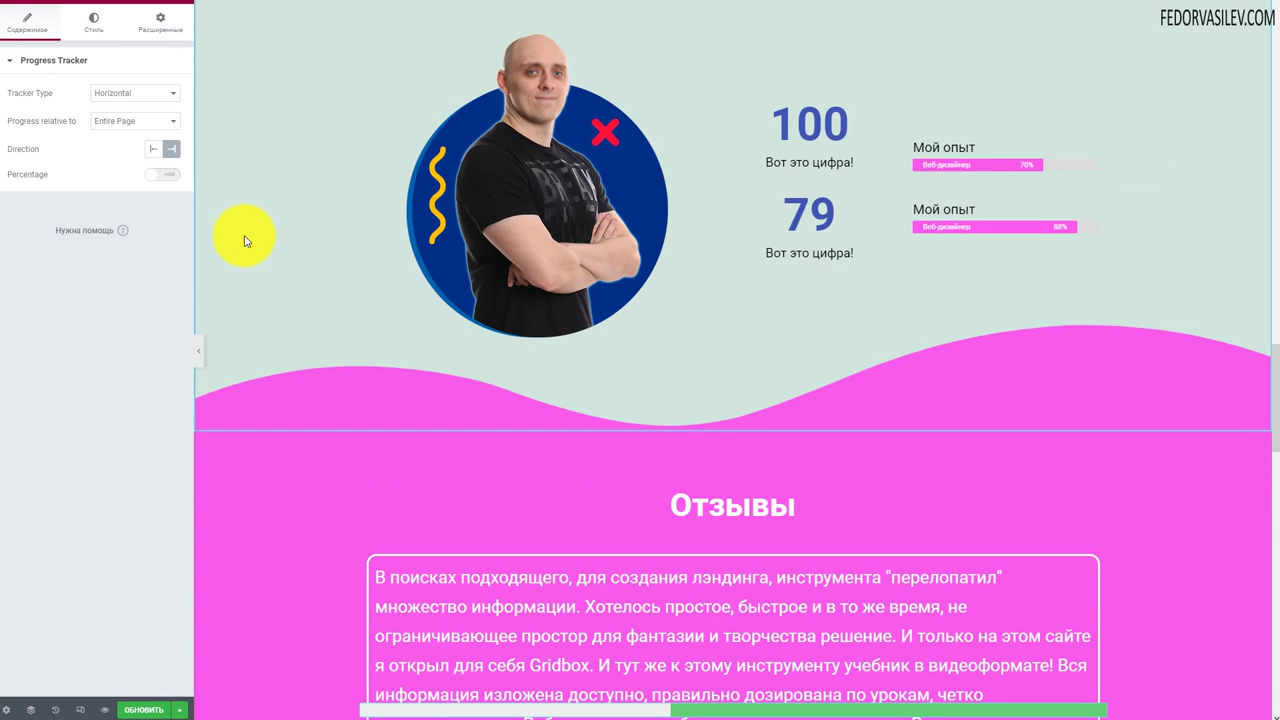 FEDORVASILEV.COM
Содержимое
Стиль
Расширенные
Progress Tracker
Tracker Type
Horizontal
Progress relative to
Entire Page
Direction
Percentage
Нужна помощь ?
ОБНОВИТЬ
100
Вот это цифра!
79
Вот это цифра!
Мой опыт
Веб-дизайнер 70%
Мой опыт
Веб-дизайнер 88%
Отзывы
В поисках подходящего, для создания лэндинга, инструмента "перелопатил"
множество информации. Хотелось простое, быстрое и в то же время, не
ограничивающее простор для фантазии и творчества решение. И только на этом сайте
я открыл для себя Gridbox. И тут же к этому инструменту учебник в видеоформате! Вся
информация изложена доступно, правильно дозирована по урокам, четко